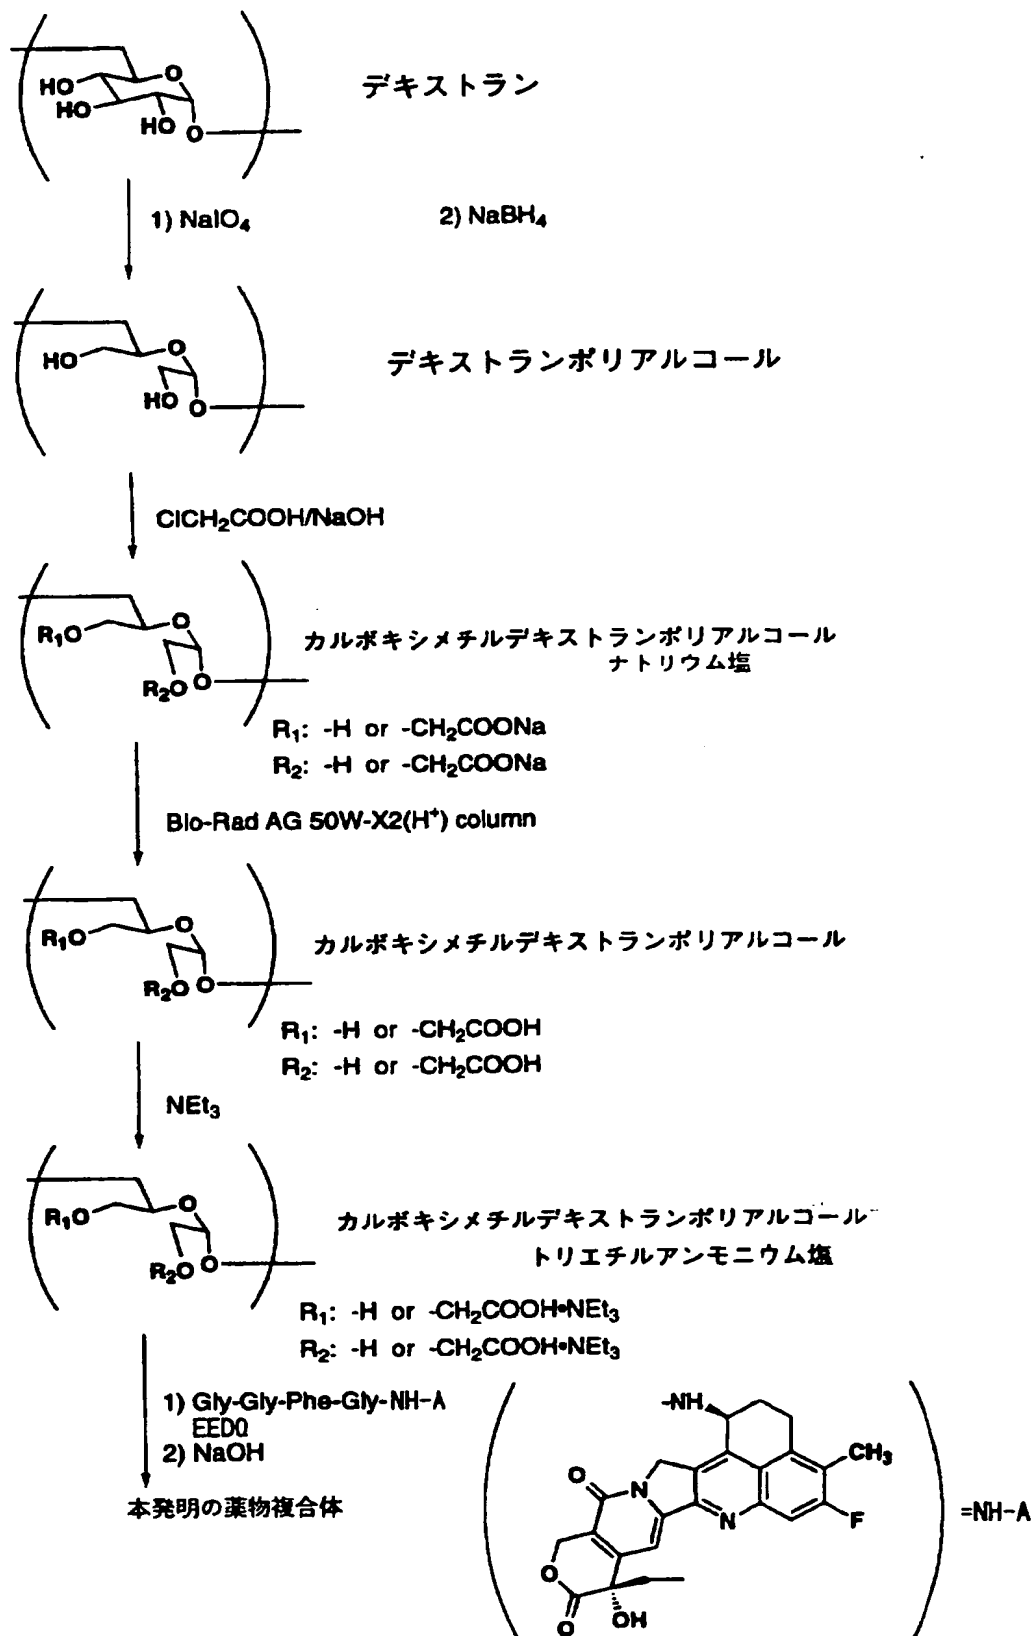 HO
HO
HO
O
O
デキストラン
1) NaIO4
2) NaBH4
HO
O
HO
O
デキストランポリアルコール
ClCH2COOH/NaOH
R1O
O
R2O
O
カルボキシメチルデキストランポリアルコール
ナトリウム塩
R1: -H or -CH2COONa
R2: -H or -CH2COONa
Bio-Rad AG 50W-X2(H+) column
R1O
O
R2O
O
カルボキシメチルデキストランポリアルコール
R1: -H or -CH2COOH
R2: -H or -CH2COOH
NEt3
R1O
O
R2O
O
カルボキシメチルデキストランポリアルコール
トリエチルアンモニウム塩
R1: -H or -CH2COOH•NEt3
R2: -H or -CH2COOH•NEt3
1) Gly-Gly-Phe-Gly-NH-A
EEDQ
2) NaOH
本発明の薬物複合体
-NH
CH3
O
N
N
F
O
O
OH
=NH-A